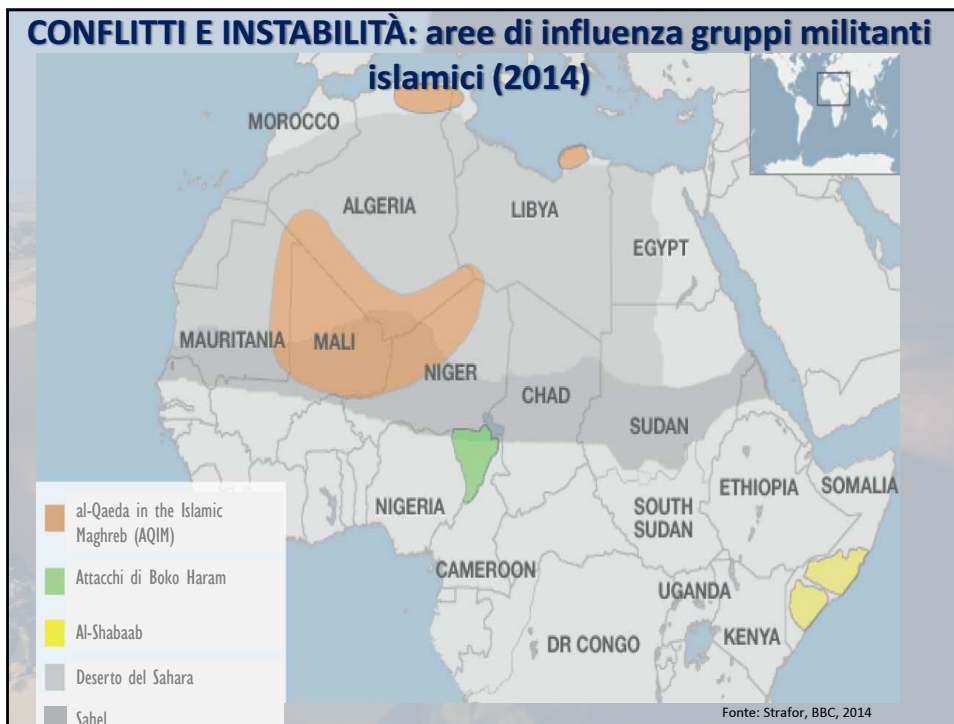 CONFLITTI E INSTABILITÀ: aree di influenza gruppi militanti
islamici (2014)
MOROCCO
ALGERIA
LIBYA
EGYPT
MAURITANIA
MALI
NIGER
CHAD
SUDAN
NIGERIA
ETHIOPIA
SOMALIA
SOUTH
SUDAN
CAMEROON
UGANDA
DR CONGO
KENYA
al-Qaeda in the Islamic
Maghreb (AQIM)
Attacchi di Boko Haram
Al-Shabaab
Deserto del Sahara
Sahel
Fonte: Strafor, BBC, 2014